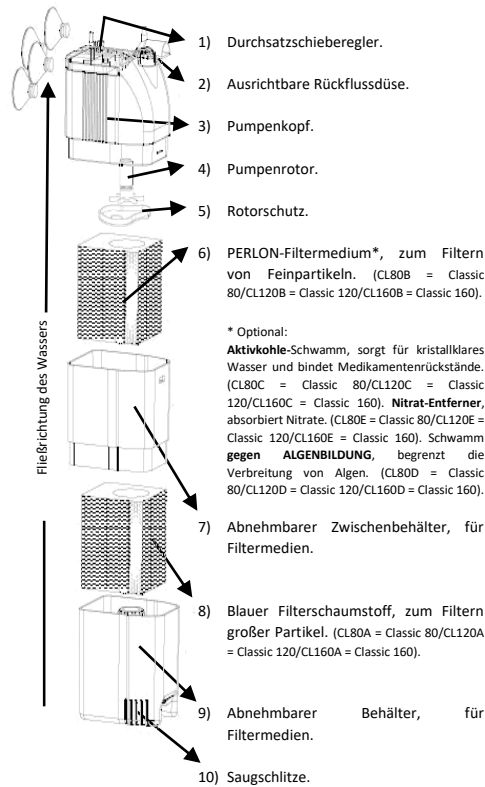 1) Durchsatzschieberegler.
2) Ausrichtbare Rückflussdüse.
3) Pumpenkopf.
4) Pumpenrotor.
5) Rotorschutz.
6) PERLON-Filtermedium*, zum Filtern
von Feinpartikeln. (CL80B = Classic
80/CL120B = Classic 120/CL160B = Classic 160).
* Optional:
Aktivkohle-Schwamm, sorgt für kristallklares
Wasser und bindet Medikamentenrückstände.
(CL80C = Classic 80/CL120C = Classic
120/CL160C = Classic 160). Nitrat-Entferner,
absorbiert Nitrate. (CL80E = Classic 80/CL120E =
Classic 120/CL160E = Classic 160). Schwamm
gegen ALGENBILDUNG, begrenzt die
Verbreitung von Algen. (CL80D = Classic
80/CL120D = Classic 120/CL160D = Classic 160).
7) Abnehmbarer Zwischenbehälter, für
Filtermedien.
8) Blauer Filterschaumstoff, zum Filtern
großer Partikel. (CL80A = Classic 80/CL120A
= Classic 120/CL160A = Classic 160).
9) Abnehmbarer Behälter, für
Filtermedien.
10) Saugschlitze.
Fließrichtung des Wassers